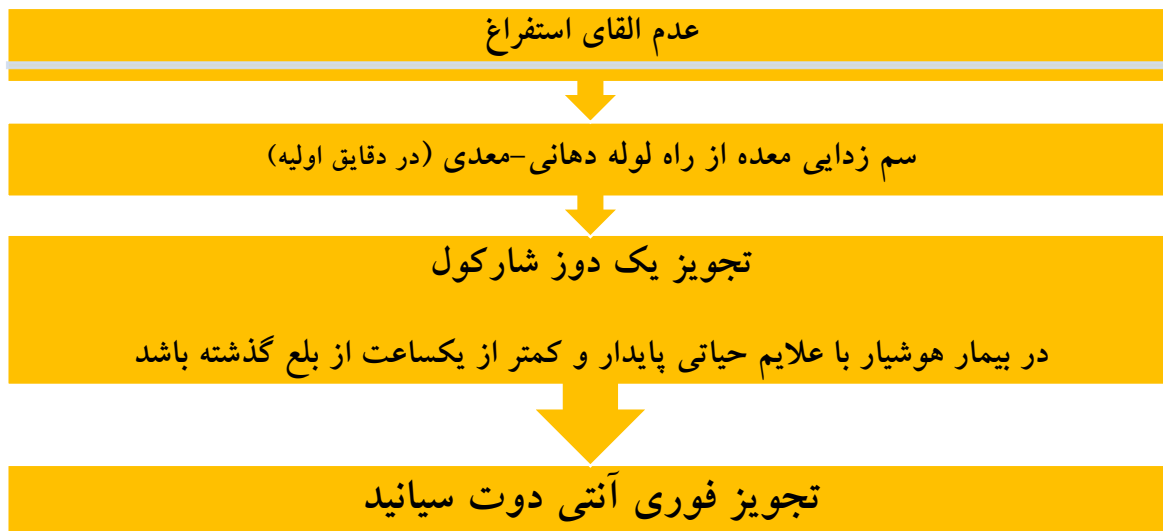 عدم القای استفراغ
سم زدایی معده از راه لوله دهانی-معدی (در دقایق اولیه)
تجویز یک دوز شارکول
در بیمار هوشیار با علایم حیاتی پایدار و کمتر از یکساعت از بلع گذشته باشد
تجویز فوری آنتی دوت سیانید